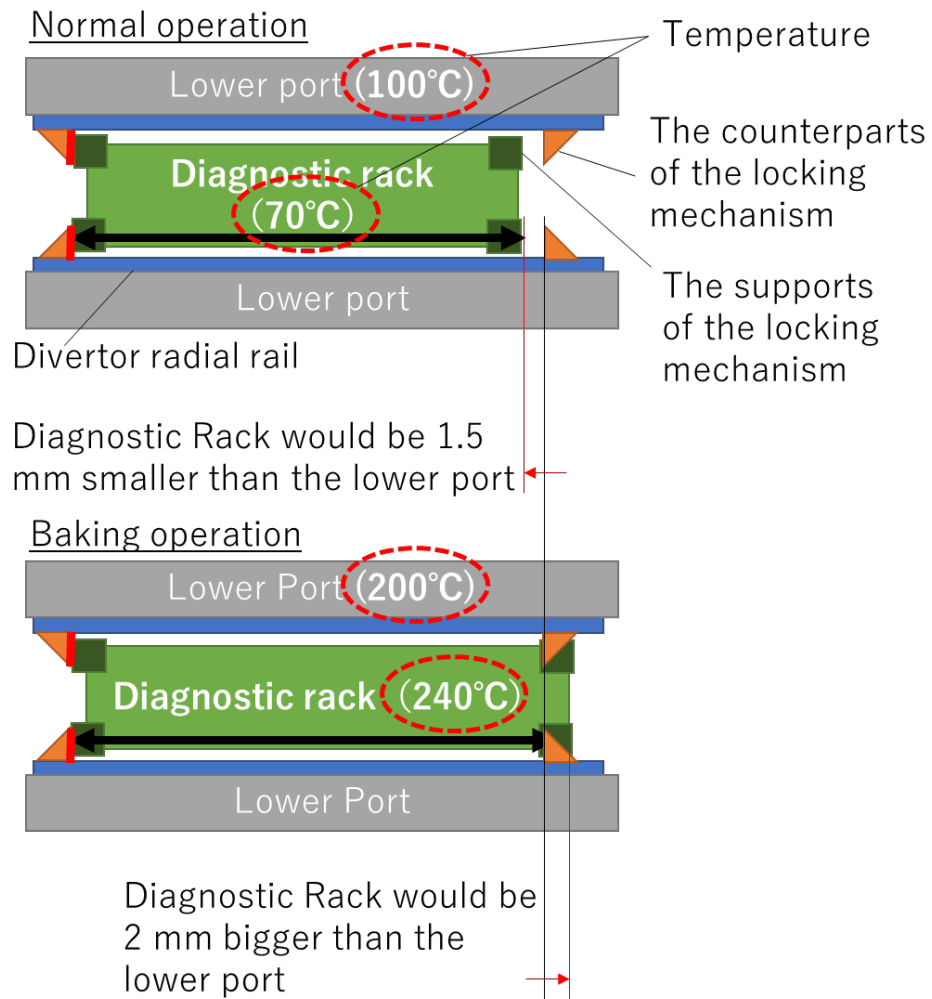 Normal operation
Temperature
Lower port (100℃)
The counterparts
of the locking
mechanism
Diagnostic rack
(70℃)
The supports
of the locking
mechanism
Lower port
Divertor radial rail
Diagnostic Rack would be 1.5
mm smaller than the lower port
Baking operation
Lower Port (200℃)
Diagnostic rack (240℃)
Lower Port
Diagnostic Rack would be
2 mm bigger than the
lower port